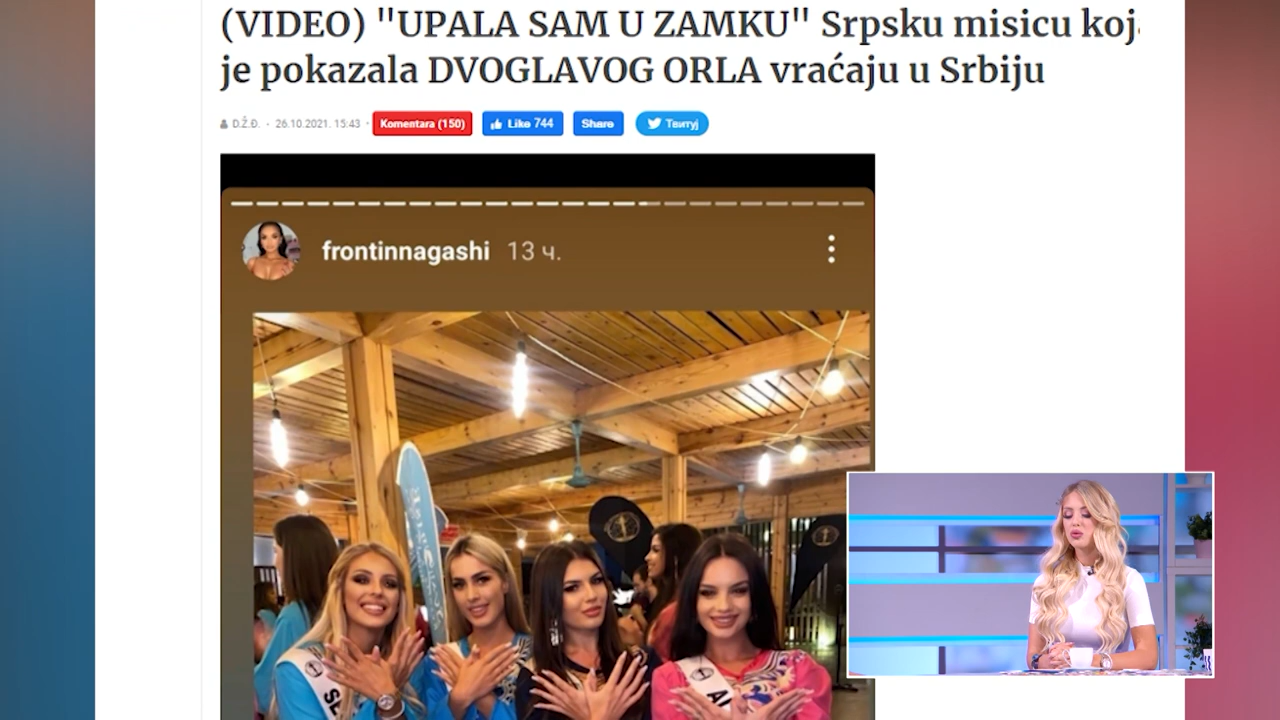 (VIDEO) "UPALA SAM U ZAMKU" Srpsku misicu koja
je pokazala DVOGLAVOG ORLA vraćaju u Srbiju
D.Ž.Đ. - 26.10.2021. 15:43 - Komentara (150) Like 744 Share Твитуј
frontinnagashi 13 ч.